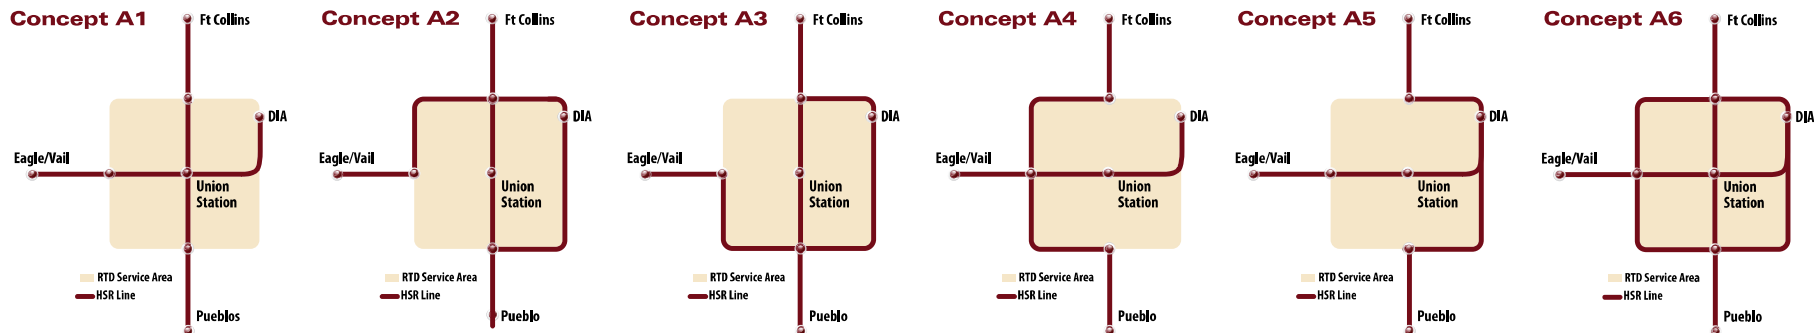 Concept A1
Ft Collins
DIA
Eagle/Vail
Union
Station
RTD Service Area
HSR Line
Pueblos
Concept A2
Ft Collins
DIA
Eagle/Vail
Union
Station
RTD Service Area
HSR Line
Pueblo
Concept A3
Ft Collins
DIA
Eagle/Vail
Union
Station
RTD Service Area
HSR Line
Pueblo
Concept A4
Ft Collins
DIA
Eagle/Vail
Union
Station
RTD Service Area
HSR Line
Pueblo
Concept A5
Ft Collins
DIA
Eagle/Vail
Union
Station
RTD Service Area
HSR Line
Pueblo
Concept A6
Ft Collins
DIA
Eagle/Vail
Union
Station
RTD Service Area
HSR Line
Pueblo